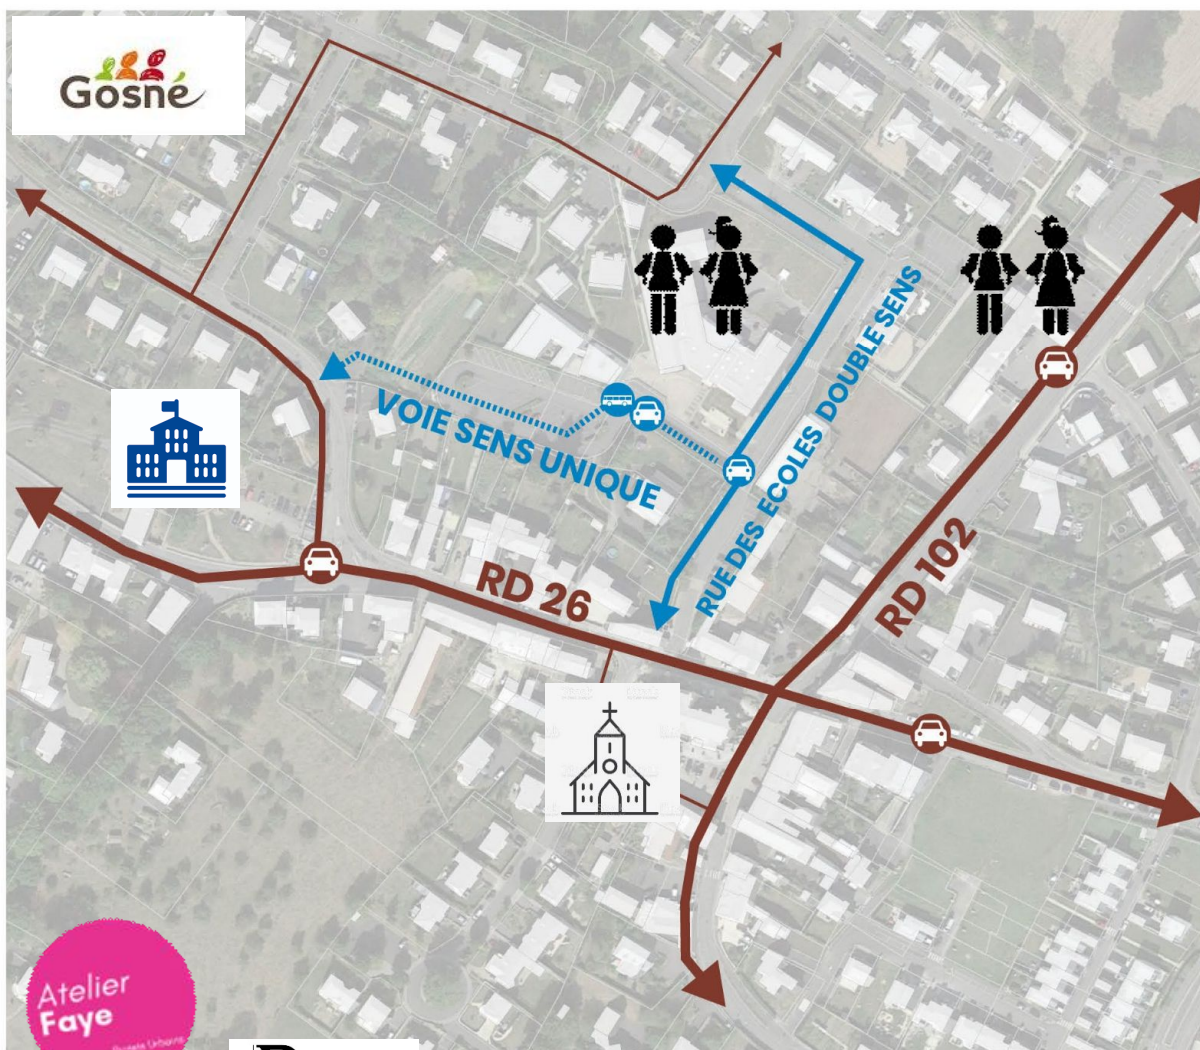 Gosné
VOIE SENS UNIQUE
RUE DES ECOLES DOUBLE SENS
RD 26
RD 102
Atelier
Faye